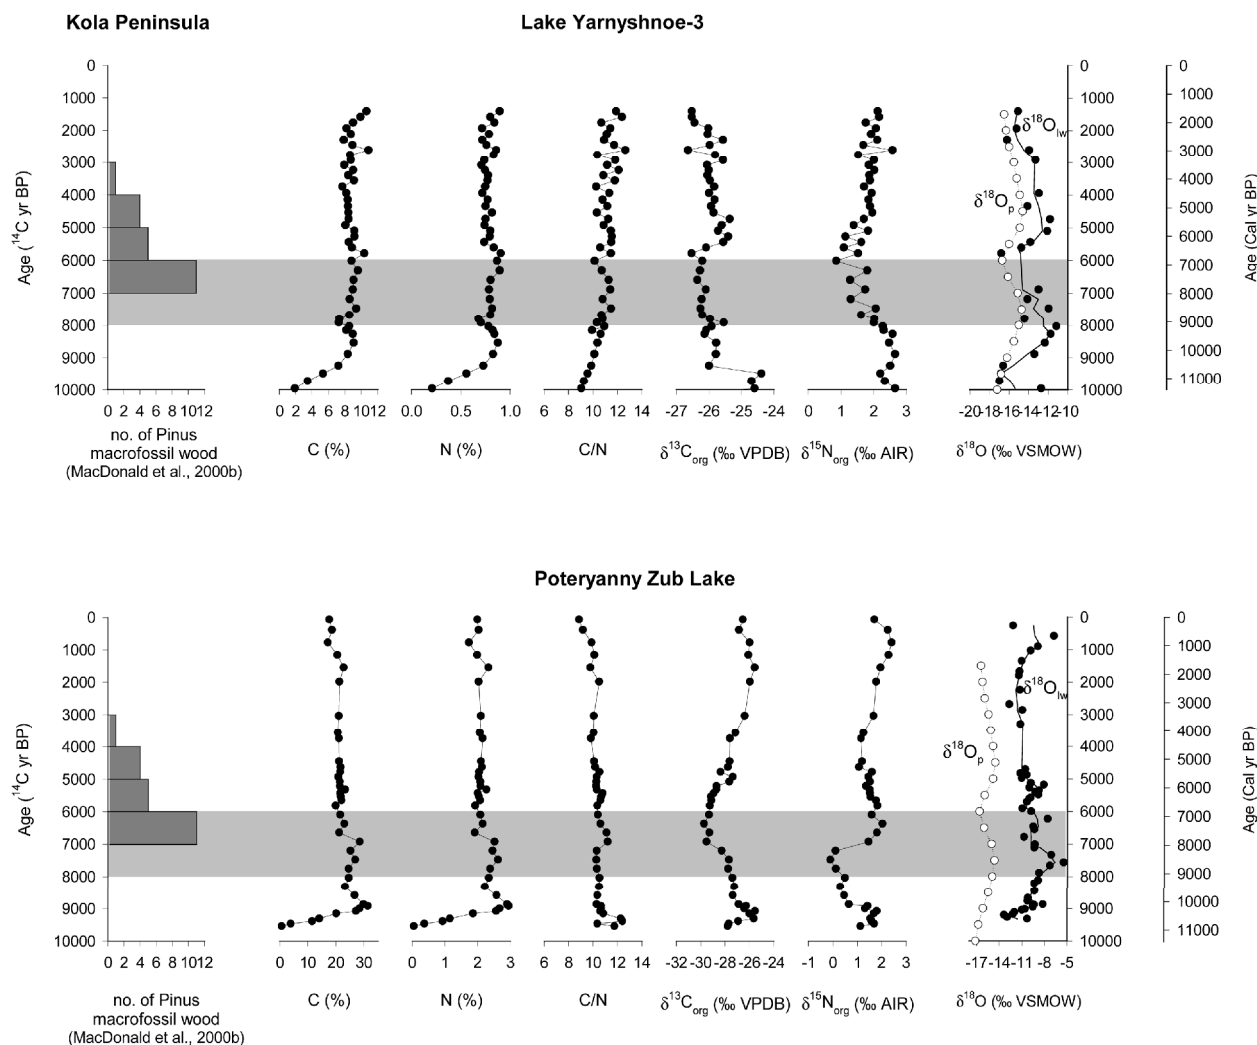 Kola Peninsula Lake Yarnyshnoe-3
0 0 0
1000 1000 1000
2000 2000 2000
3000 3000 3000
4000 4000 4000
5000 5000 5000
6000 6000 6000
7000 7000 7000
8000 8000 8000
9000 9000 9000
10000 10000 10000
11000
Age (¹⁴C yr BP)
δ¹⁸Olw
δ¹⁸Op
Age (Cal yr BP)
0 2 4 6 8 1012 0 4 8 1012 0.0 0.5 1.0 6 8 10 12 14 -27 -26 -25 -24 0 1 2 3 -20 -18 -16 -14 -12 -10
no. of Pinus
macrofossil wood
(MacDonald et al., 2000b)
C (%) N (%) C/N δ¹³Corg (‰ VPDB) δ¹⁵Norg (‰ AIR) δ¹⁸O (‰ VSMOW)
Poteryanny Zub Lake
0 0 0
1000 1000 1000
2000 2000 2000
3000 3000 3000
4000 4000 4000
5000 5000 5000
6000 6000 6000
7000 7000 7000
8000 8000 8000
9000 9000 9000
10000 10000 10000
11000
Age (¹⁴C yr BP)
δ¹⁸Olw
δ¹⁸Op
Age (Cal yr BP)
0 2 4 6 8 1012 0 10 20 30 0 1 2 3 6 8 10 12 14 -32 -30 -28 -26 -24 -1 0 1 2 3 -17 -14 -11 -8 -5
no. of Pinus
macrofossil wood
(MacDonald et al., 2000b)
C (%) N (%) C/N δ¹³Corg (‰ VPDB) δ¹⁵Norg (‰ AIR) δ¹⁸O (‰ VSMOW)